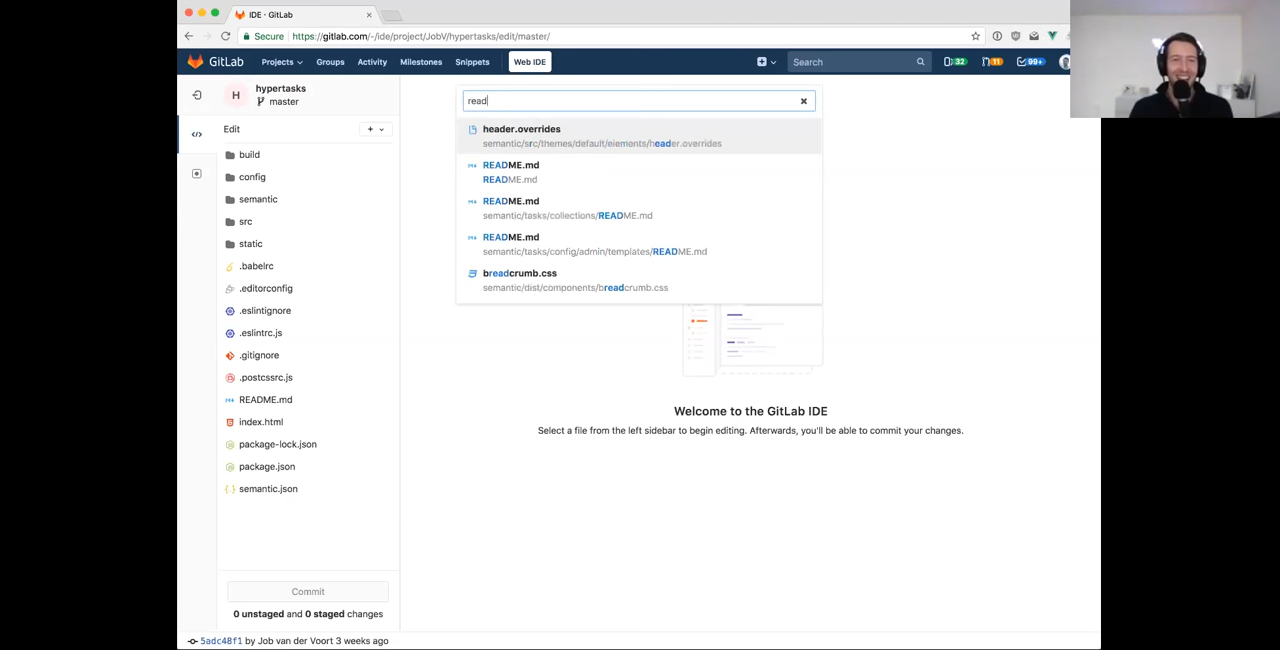 IDE · GitLab
Secure https://gitlab.com/-/ide/project/JobV/hypertasks/edit/master/
GitLab Projects Groups Activity Milestones Snippets Web IDE Search 32 11 99+
H hypertasks
master
read
Edit
header.overrides
semantic/src/themes/default/elements/header.overrides
README.md
README.md
README.md
semantic/tasks/collections/README.md
README.md
semantic/tasks/config/admin/templates/README.md
breadcrumb.css
semantic/dist/components/breadcrumb.css
build
config
semantic
src
static
.babelrc
.editorconfig
.eslintignore
.eslintrc.js
.gitignore
.postcssrc.js
README.md
index.html
package-lock.json
package.json
semantic.json
Welcome to the GitLab IDE
Select a file from the left sidebar to begin editing. Afterwards, you'll be able to commit your changes.
Commit
0 unstaged and 0 staged changes
5adc48f1 by Job van der Voort 3 weeks ago